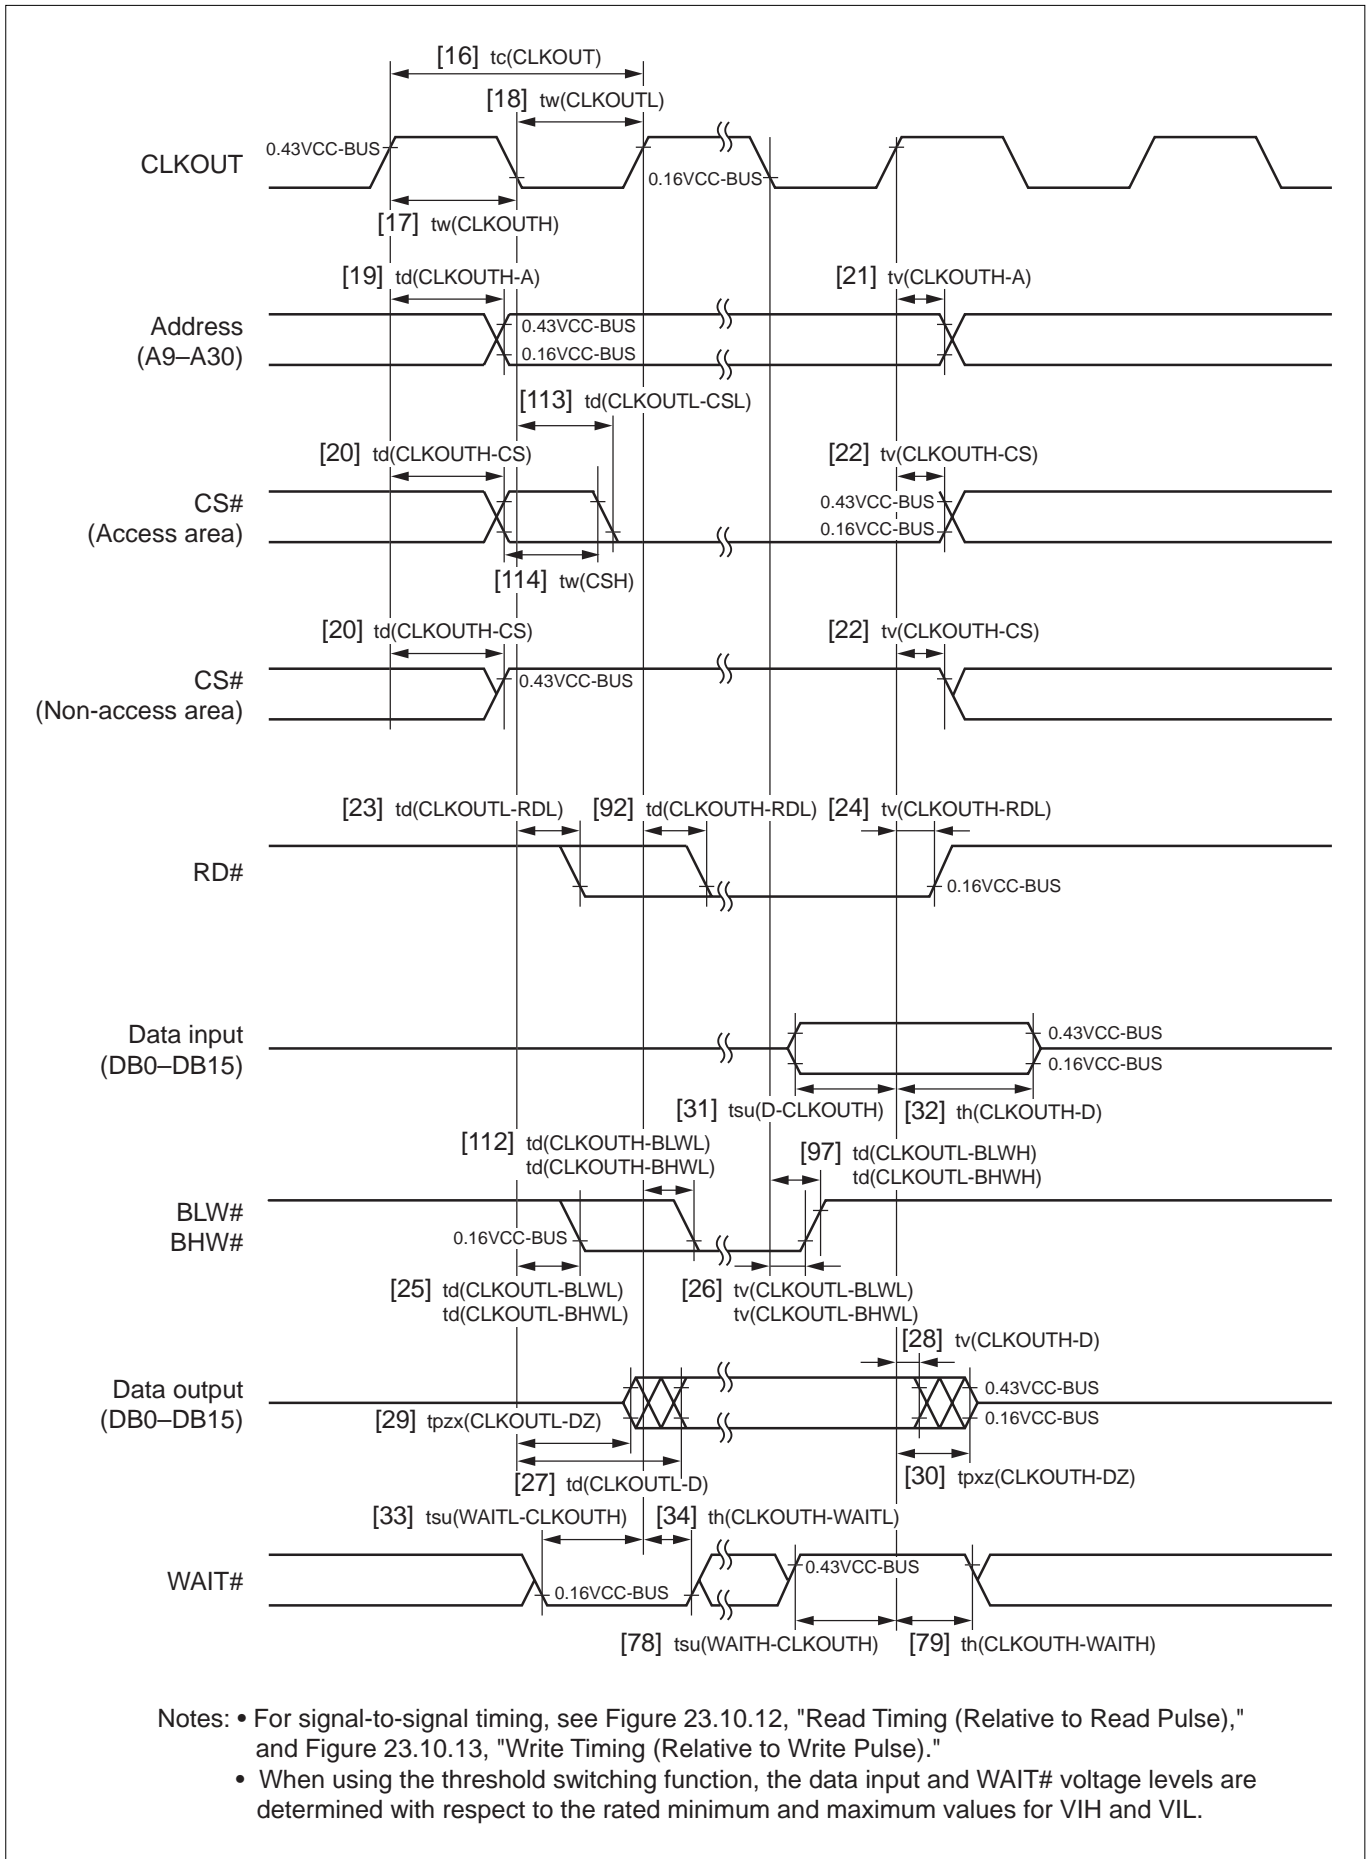 [16] tc(CLKOUT)
[18] tw(CLKOUTL)
CLKOUT
0.43VCC-BUS
0.16VCC-BUS
[17] tw(CLKOUTH)
[19] td(CLKOUTH-A)
[21] tv(CLKOUTH-A)
Address
(A9–A30)
0.43VCC-BUS
0.16VCC-BUS
[113] td(CLKOUTL-CSL)
[20] td(CLKOUTH-CS)
[22] tv(CLKOUTH-CS)
CS#
(Access area)
0.43VCC-BUS
0.16VCC-BUS
[114] tw(CSH)
[20] td(CLKOUTH-CS)
[22] tv(CLKOUTH-CS)
CS#
(Non-access area)
0.43VCC-BUS
[23] td(CLKOUTL-RDL)
[92] td(CLKOUTH-RDL)
[24] tv(CLKOUTH-RDL)
RD#
0.16VCC-BUS
Data input
(DB0–DB15)
0.43VCC-BUS
0.16VCC-BUS
[31] tsu(D-CLKOUTH)
[32] th(CLKOUTH-D)
[112] td(CLKOUTH-BLWL)
td(CLKOUTH-BHWL)
[97] td(CLKOUTL-BLWH)
td(CLKOUTL-BHWH)
BLW#
BHW#
0.16VCC-BUS
[25] td(CLKOUTL-BLWL)
td(CLKOUTL-BHWL)
[26] tv(CLKOUTL-BLWL)
tv(CLKOUTL-BHWL)
[28] tv(CLKOUTH-D)
Data output
(DB0–DB15)
0.43VCC-BUS
0.16VCC-BUS
[29] tpzx(CLKOUTL-DZ)
[27] td(CLKOUTL-D)
[30] tpxz(CLKOUTH-DZ)
[33] tsu(WAITL-CLKOUTH)
[34] th(CLKOUTH-WAITL)
WAIT#
0.16VCC-BUS
0.43VCC-BUS
[78] tsu(WAITH-CLKOUTH)
[79] th(CLKOUTH-WAITH)
Notes: • For signal-to-signal timing, see Figure 23.10.12, "Read Timing (Relative to Read Pulse),"
and Figure 23.10.13, "Write Timing (Relative to Write Pulse)."
• When using the threshold switching function, the data input and WAIT# voltage levels are
determined with respect to the rated minimum and maximum values for VIH and VIL.